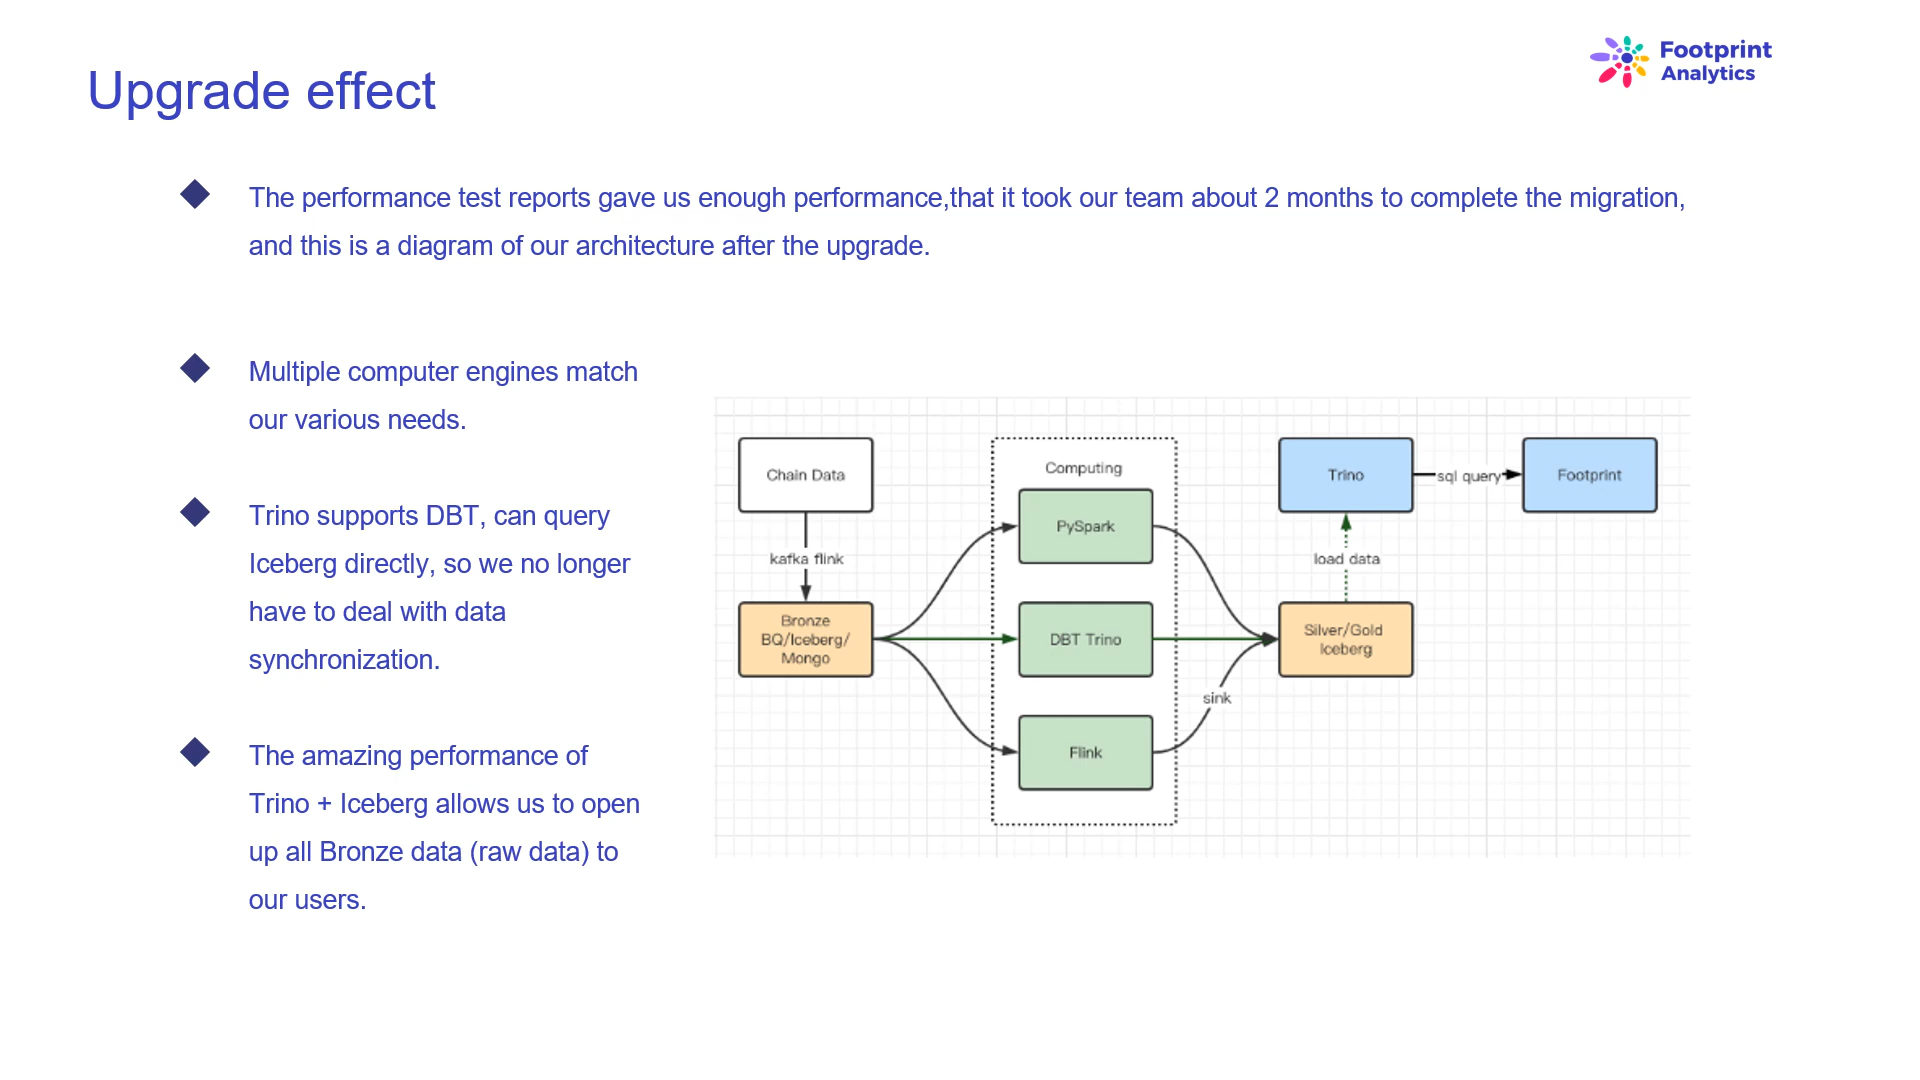 Footprint
Analytics
Upgrade effect
The performance test reports gave us enough performance,that it took our team about 2 months to complete the migration,
and this is a diagram of our architecture after the upgrade.
Multiple computer engines match
our various needs.
Trino supports DBT, can query
Iceberg directly, so we no longer
have to deal with data
synchronization.
The amazing performance of
Trino + Iceberg allows us to open
up all Bronze data (raw data) to
our users.
Chain Data
kafka flink
Bronze
BQ/Iceberg/
Mongo
Computing
PySpark
DBT Trino
Flink
sink
Trino
sql query
Footprint
load data
Silver/Gold
Iceberg